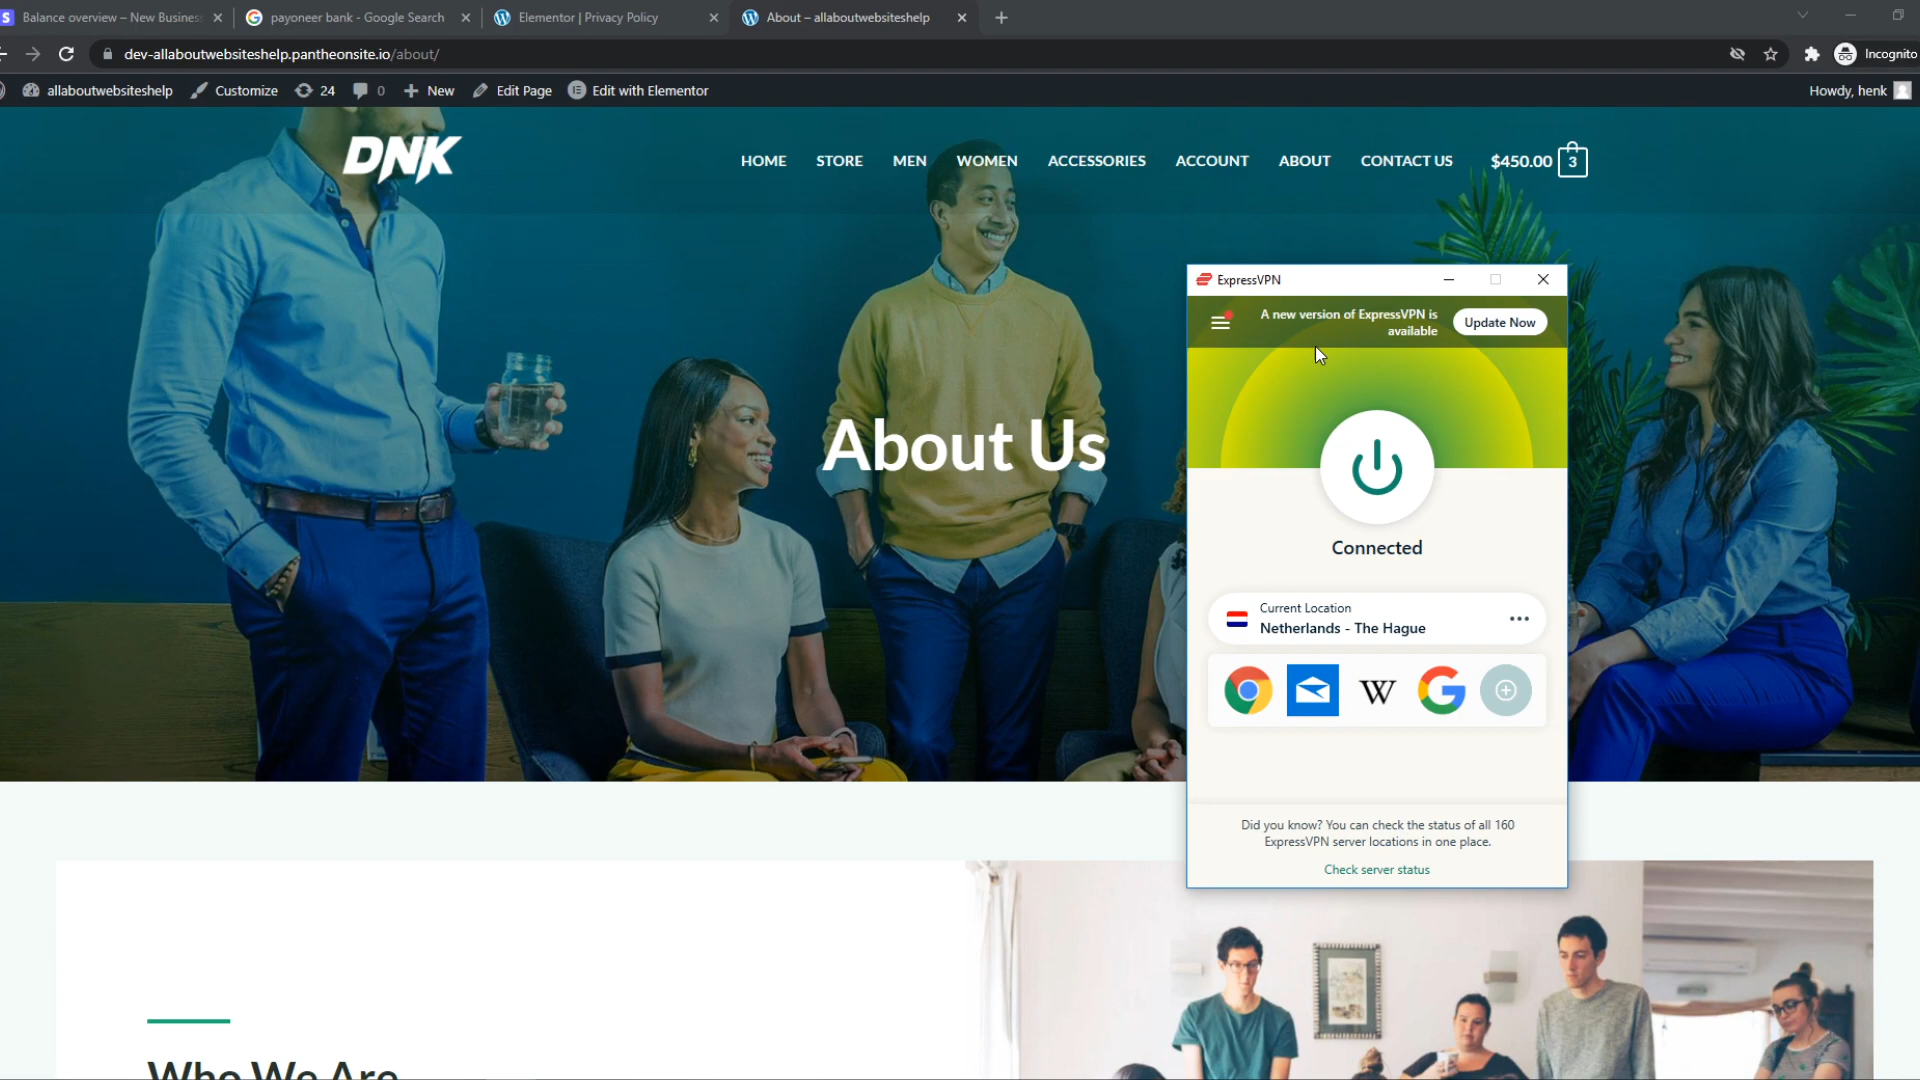 Balance overview – New Busines
payoneer bank - Google Search
Elementor | Privacy Policy
About – allaboutwebsiteshelp
dev-allaboutwebsiteshelp.pantheonsite.io/about/
Incognito
allaboutwebsiteshelp
Customize
24
0
New
Edit Page
Edit with Elementor
Howdy, henk
DNK
HOME
STORE
MEN
WOMEN
ACCESSORIES
ACCOUNT
ABOUT
CONTACT US
$450.00
3
About Us
ExpressVPN
A new version of ExpressVPN is
available
Update Now
Connected
Current Location
Netherlands - The Hague
W
Did you know? You can check the status of all 160
ExpressVPN server locations in one place.
Check server status
Who We Are